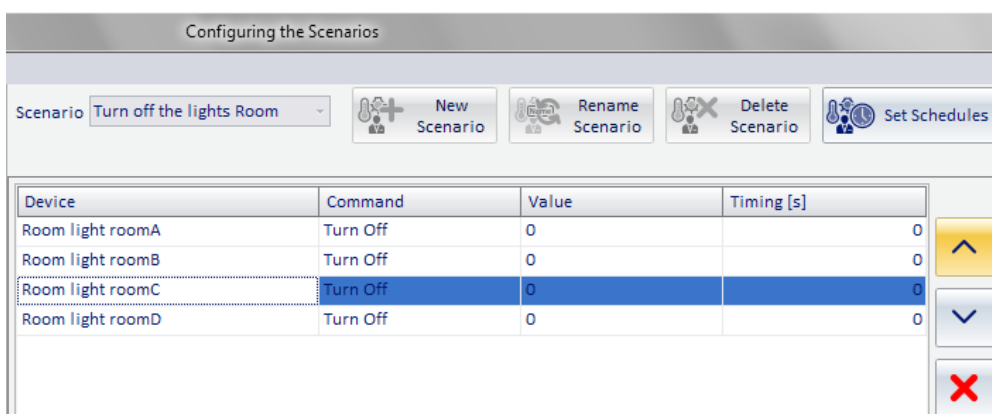 Configuring the Scenarios
Scenario Turn off the lights Room
New Scenario
Rename Scenario
Delete Scenario
Set Schedules
Device Command Value Timing [s]
Room light roomA Turn Off 0 0
Room light roomB Turn Off 0 0
Room light roomC Turn Off 0 0
Room light roomD Turn Off 0 0